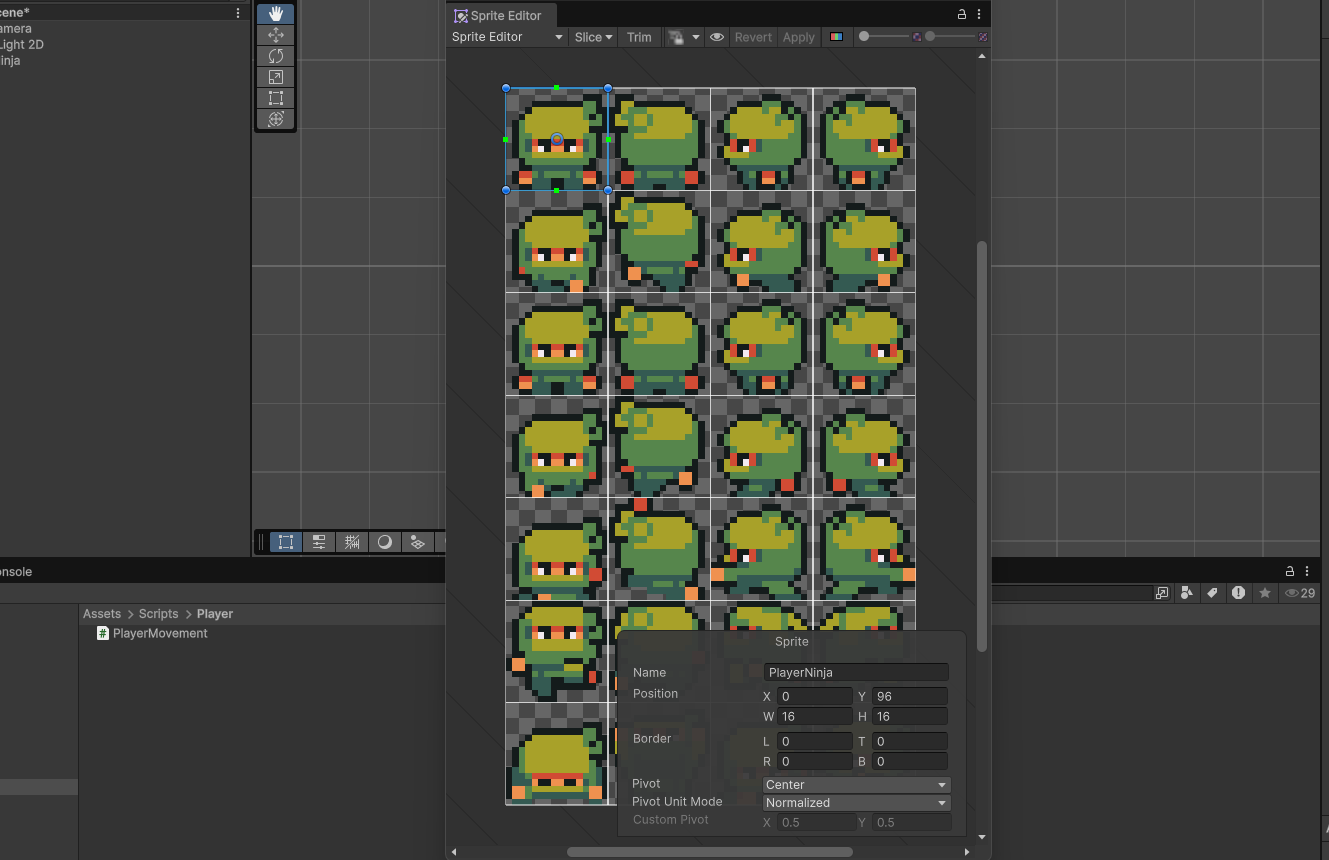 cene*
amera
Light 2D
inja
Sprite Editor
Sprite Editor Slice Trim Revert Apply
onsole
29
Assets > Scripts > Player
# PlayerMovement
Sprite
Name PlayerNinja
Position X 0 Y 96
W 16 H 16
Border L 0 T 0
R 0 B 0
Pivot Center
Pivot Unit Mode Normalized
Custom Pivot X 0.5 Y 0.5